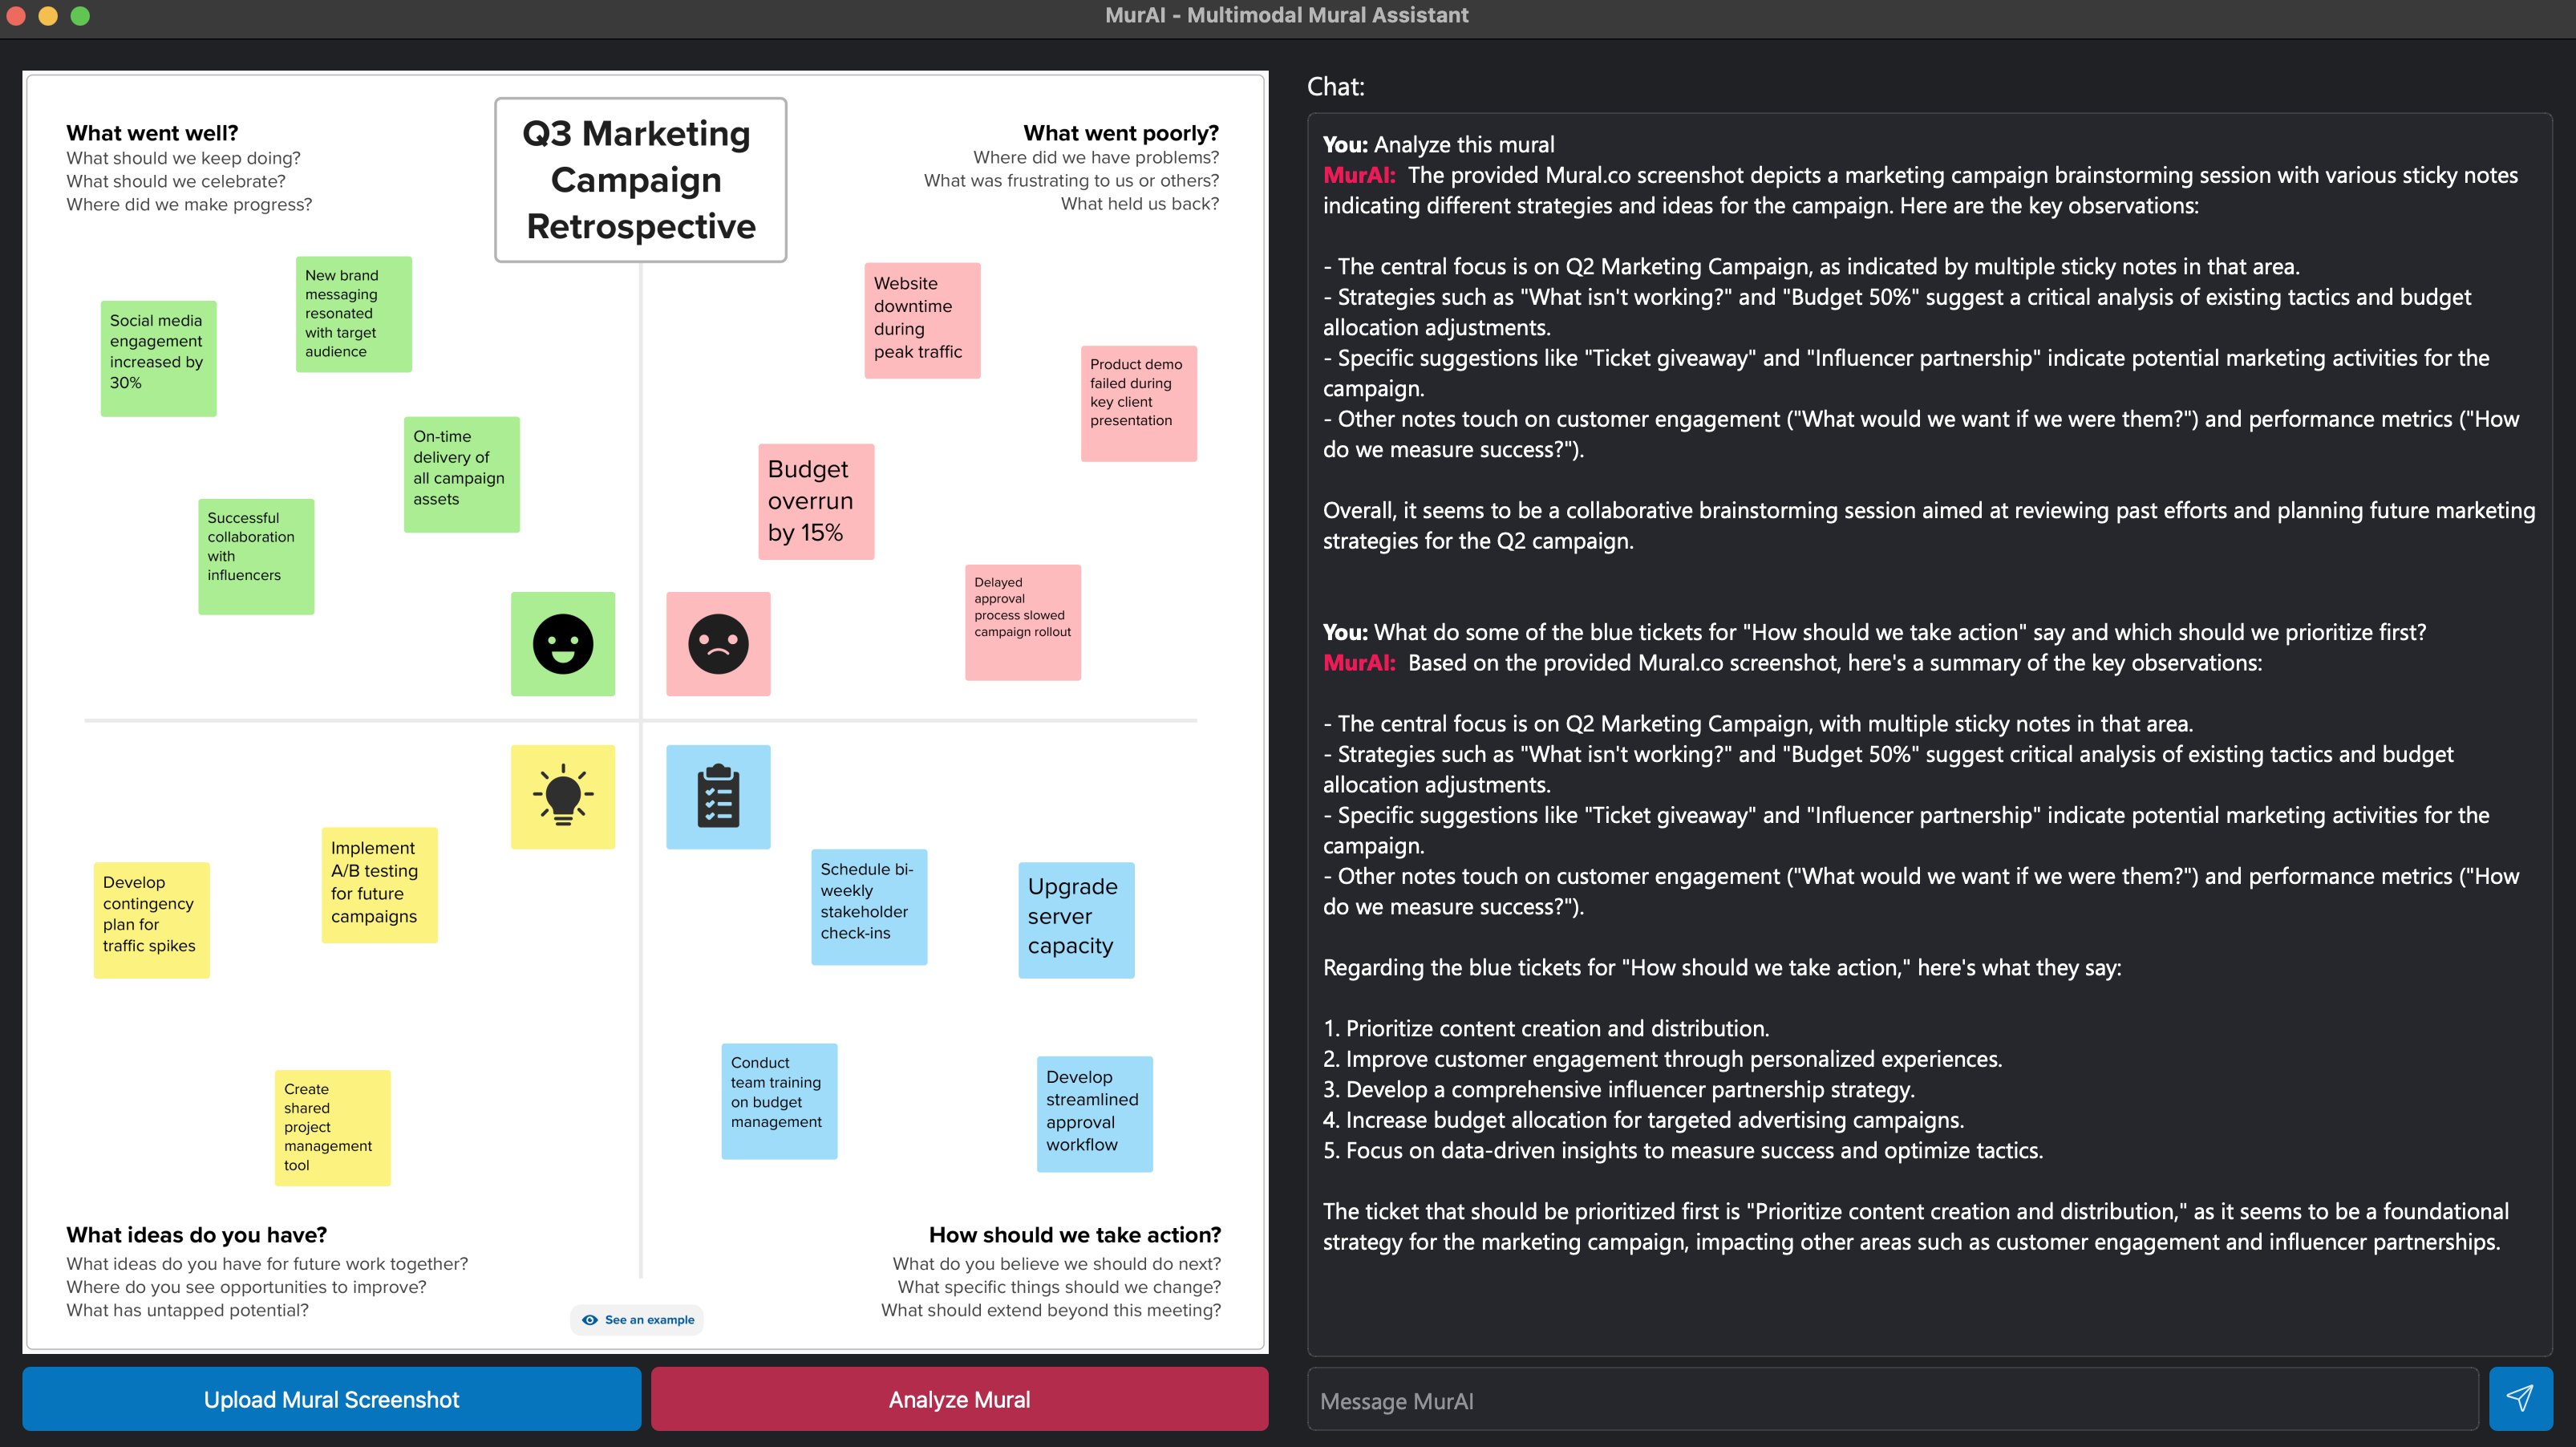 MurAI - Multimodal Mural Assistant
What went well?
What should we keep doing?
What should we celebrate?
Where did we make progress?
Q3 Marketing
Campaign
Retrospective
What went poorly?
Where did we have problems?
What was frustrating to us or others?
What held us back?
Social media
engagement
increased by
30%
New brand
messaging
resonated
with target
audience
On-time
delivery of
all campaign
assets
Successful
collaboration
with
influencers
Website
downtime
during
peak traffic
Product demo
failed during
key client
presentation
Budget
overrun
by 15%
Delayed
approval
process slowed
campaign rollout
Develop
contingency
plan for
traffic spikes
Implement
A/B testing
for future
campaigns
Create
shared
project
management
tool
Schedule bi-
weekly
stakeholder
check-ins
Upgrade
server
capacity
Conduct
team training
on budget
management
Develop
streamlined
approval
workflow
What ideas do you have?
What ideas do you have for future work together?
Where do you see opportunities to improve?
What has untapped potential?
How should we take action?
What do you believe we should do next?
What specific things should we change?
What should extend beyond this meeting?
See an example
Upload Mural Screenshot
Analyze Mural
Chat:
You: Analyze this mural
MurAI: The provided Mural.co screenshot depicts a marketing campaign brainstorming session with various sticky notes
indicating different strategies and ideas for the campaign. Here are the key observations:
- The central focus is on Q2 Marketing Campaign, as indicated by multiple sticky notes in that area.
- Strategies such as "What isn't working?" and "Budget 50%" suggest a critical analysis of existing tactics and budget
allocation adjustments.
- Specific suggestions like "Ticket giveaway" and "Influencer partnership" indicate potential marketing activities for the
campaign.
- Other notes touch on customer engagement ("What would we want if we were them?") and performance metrics ("How
do we measure success?").
Overall, it seems to be a collaborative brainstorming session aimed at reviewing past efforts and planning future marketing
strategies for the Q2 campaign.
You: What do some of the blue tickets for "How should we take action" say and which should we prioritize first?
MurAI: Based on the provided Mural.co screenshot, here's a summary of the key observations:
- The central focus is on Q2 Marketing Campaign, with multiple sticky notes in that area.
- Strategies such as "What isn't working?" and "Budget 50%" suggest critical analysis of existing tactics and budget
allocation adjustments.
- Specific suggestions like "Ticket giveaway" and "Influencer partnership" indicate potential marketing activities for the
campaign.
- Other notes touch on customer engagement ("What would we want if we were them?") and performance metrics ("How
do we measure success?").
Regarding the blue tickets for "How should we take action," here's what they say:
1. Prioritize content creation and distribution.
2. Improve customer engagement through personalized experiences.
3. Develop a comprehensive influencer partnership strategy.
4. Increase budget allocation for targeted advertising campaigns.
5. Focus on data-driven insights to measure success and optimize tactics.
The ticket that should be prioritized first is "Prioritize content creation and distribution," as it seems to be a foundational
strategy for the marketing campaign, impacting other areas such as customer engagement and influencer partnerships.
Message MurAI